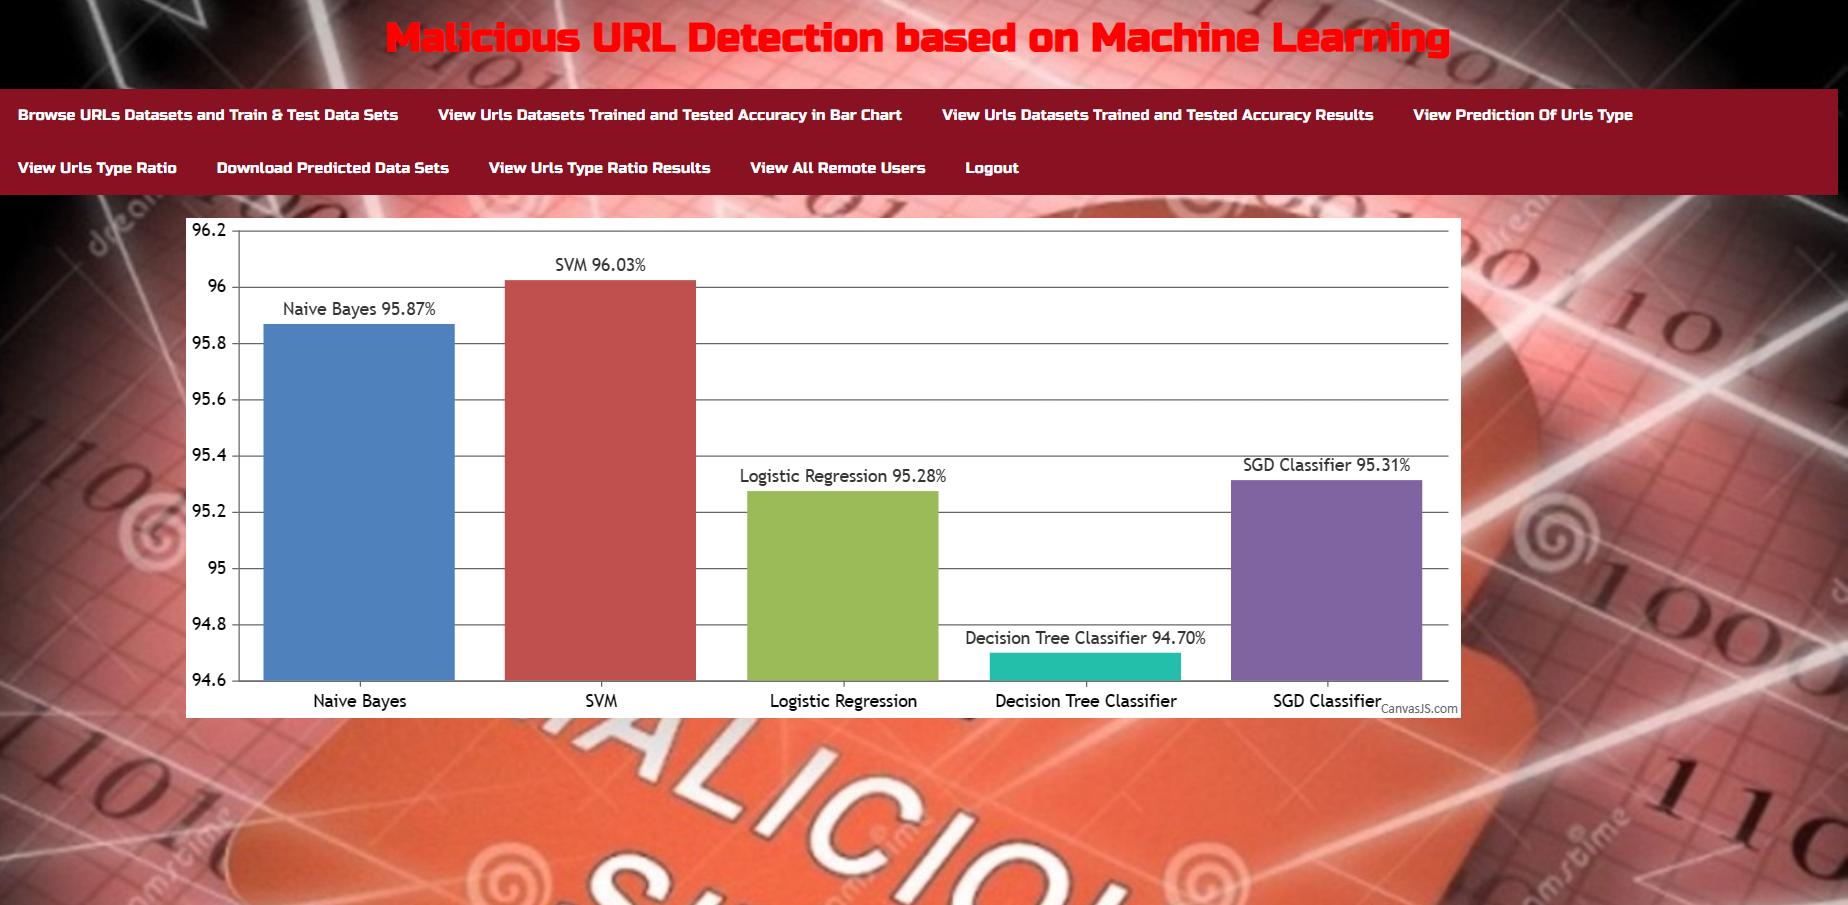 Malicious URL Detection based on Machine Learning
Browse URLs Datasets and Train & Test Data Sets
View Urls Datasets Trained and Tested Accuracy in Bar Chart
View Urls Datasets Trained and Tested Accuracy Results
View Prediction Of Urls Type
View Urls Type Ratio
Download Predicted Data Sets
View Urls Type Ratio Results
View All Remote Users
Logout
96.2
96
95.8
95.6
95.4
95.2
95
94.8
94.6
Naive Bayes 95.87%
SVM 96.03%
Logistic Regression 95.28%
Decision Tree Classifier 94.70%
SGD Classifier 95.31%
Naive Bayes
SVM
Logistic Regression
Decision Tree Classifier
SGD Classifier
CanvasJS.com